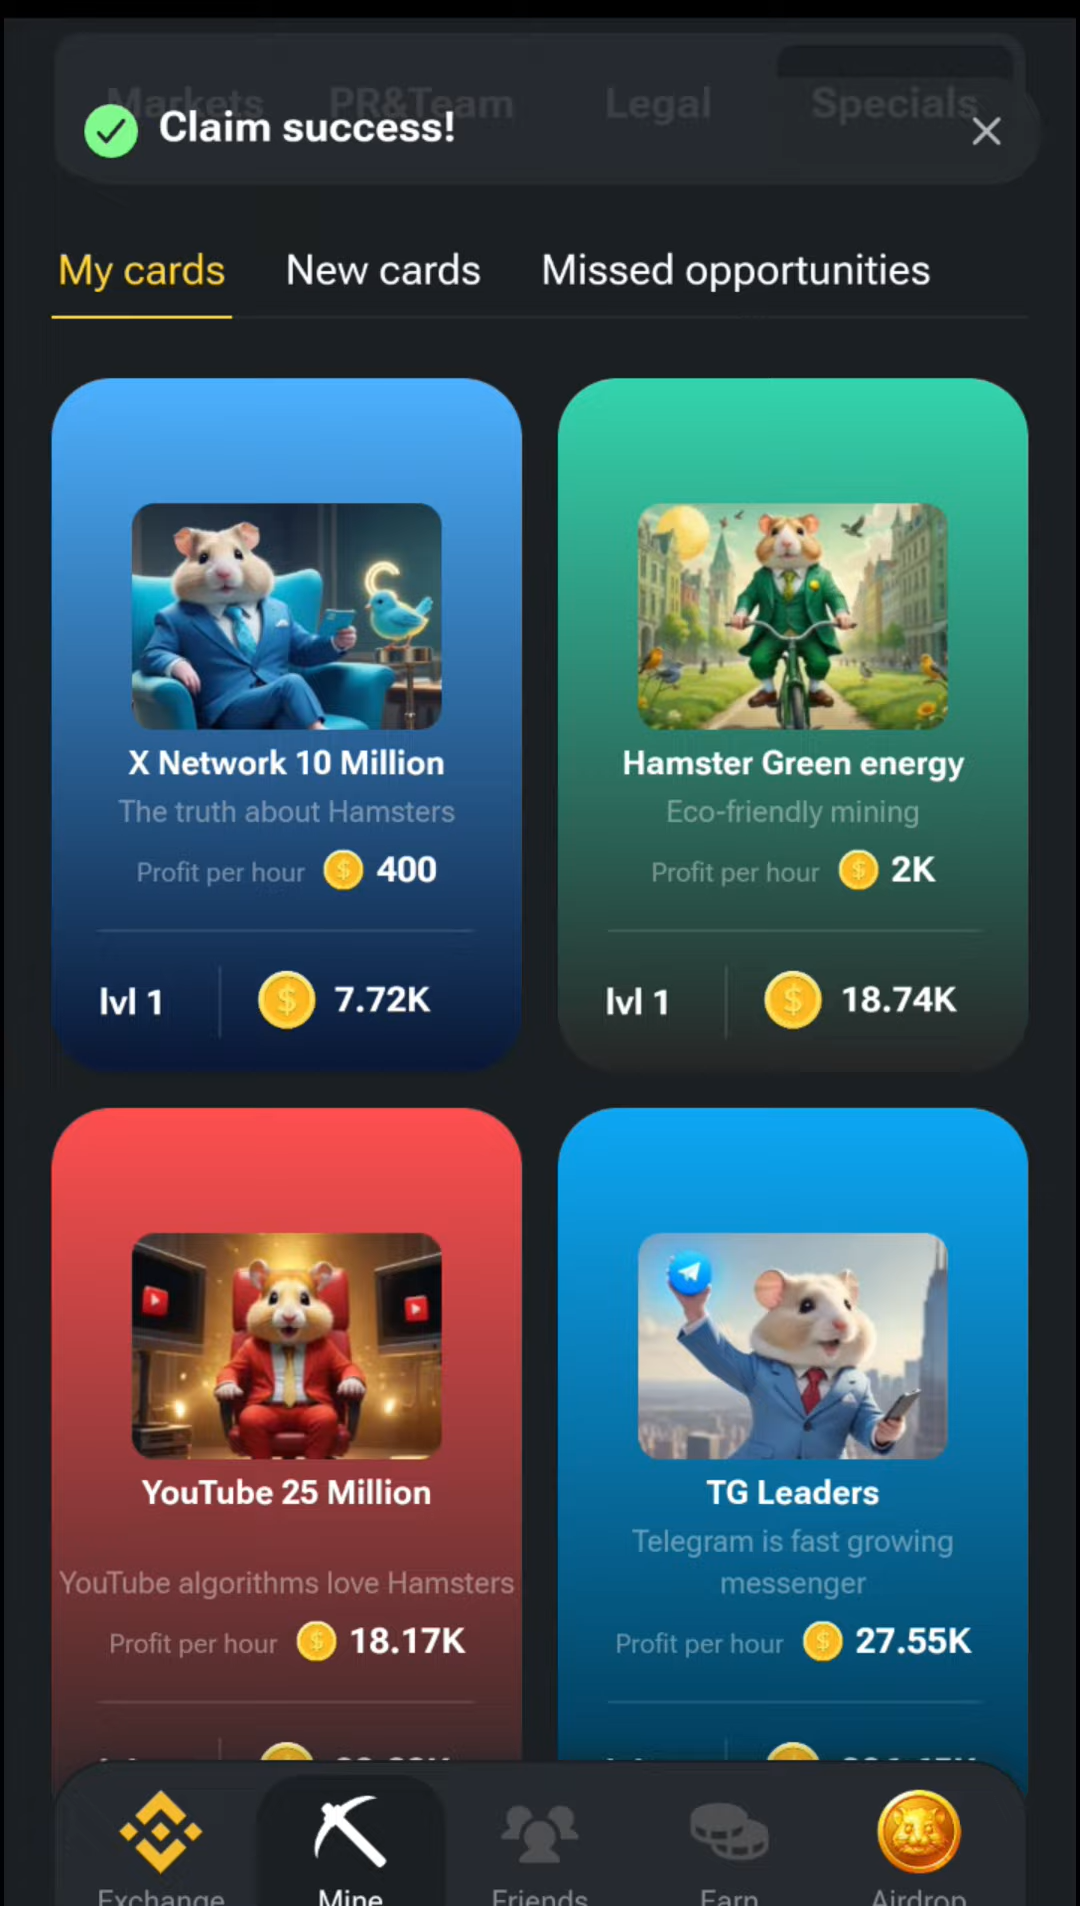 Markets PR&Team Legal Specials
Claim success!
My cards New cards Missed opportunities
X Network 10 Million
The truth about Hamsters
Profit per hour 400
lvl 1 7.72K
Hamster Green energy
Eco-friendly mining
Profit per hour 2K
lvl 1 18.74K
YouTube 25 Million
YouTube algorithms love Hamsters
Profit per hour 18.17K
TG Leaders
Telegram is fast growing
messenger
Profit per hour 27.55K
Exchange Mine Friends Earn Airdrop